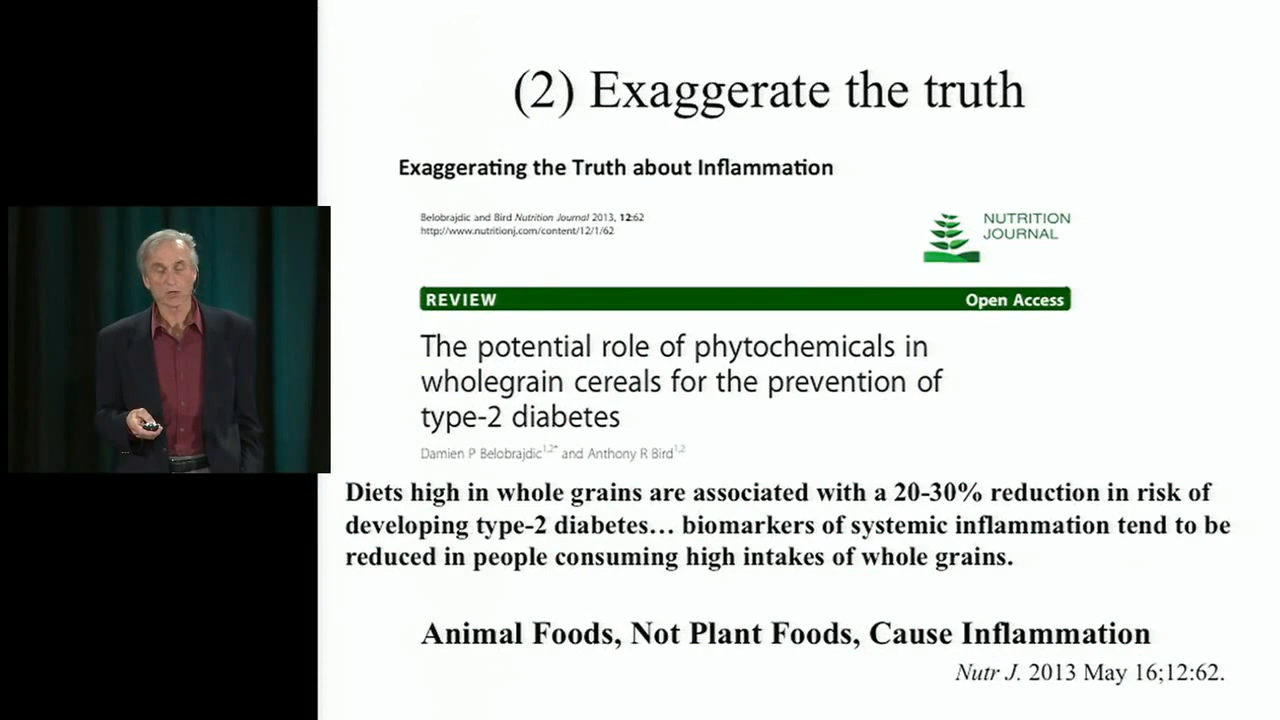 (2) Exaggerate the truth
Exaggerating the Truth about Inflammation
Belobrajdic and Bird Nutrition Journal 2013, 12:62
http://www.nutritionj.com/content/12/1/62
NUTRITION
JOURNAL
REVIEW Open Access
The potential role of phytochemicals in
wholegrain cereals for the prevention of
type-2 diabetes
Damien P Belobrajdic1,2* and Anthony R Bird1,2
Diets high in whole grains are associated with a 20-30% reduction in risk of
developing type-2 diabetes… biomarkers of systemic inflammation tend to be
reduced in people consuming high intakes of whole grains.
Animal Foods, Not Plant Foods, Cause Inflammation
Nutr J. 2013 May 16;12:62.